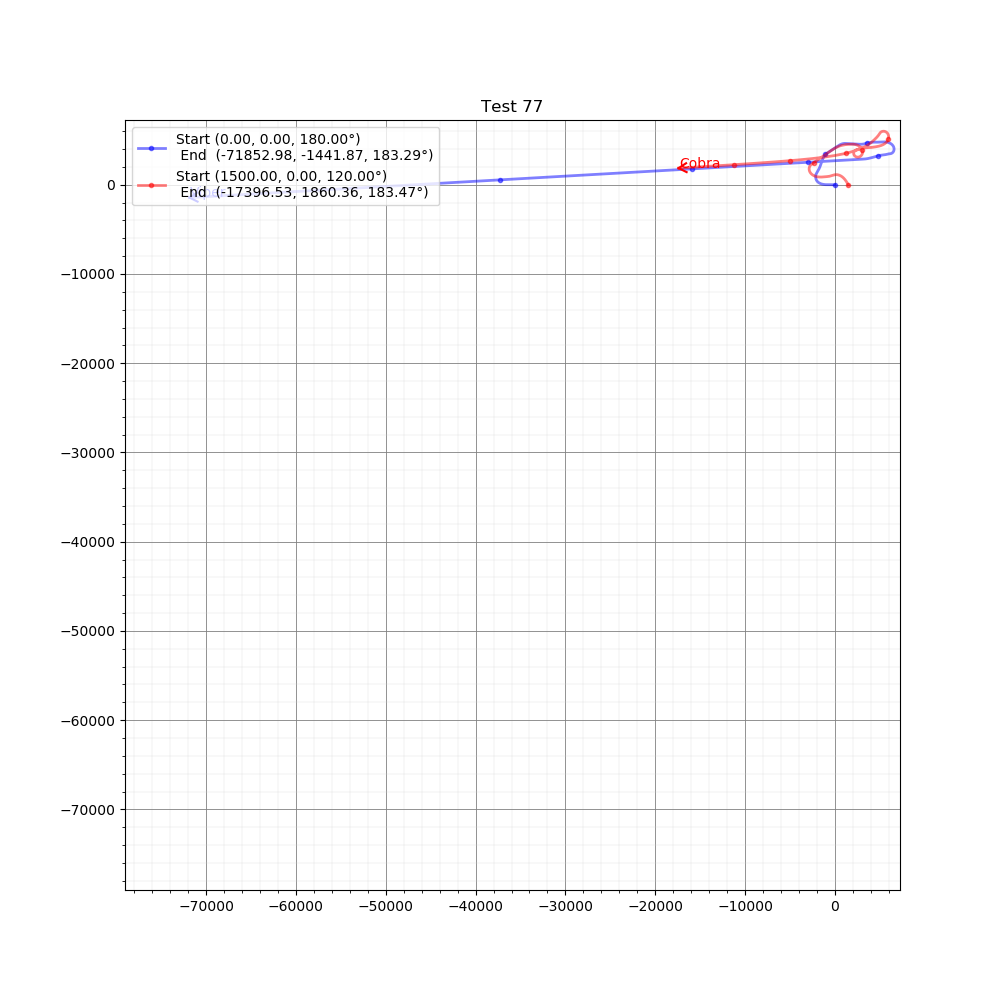 Test 77
Start (0.00, 0.00, 180.00°)
End (-71852.98, -1441.87, 183.29°)
Start (1500.00, 0.00, 120.00°)
End (-17396.53, 1860.36, 183.47°)
Cobra
0
−10000
−20000
−30000
−40000
−50000
−60000
−70000
−70000 −60000 −50000 −40000 −30000 −20000 −10000 0